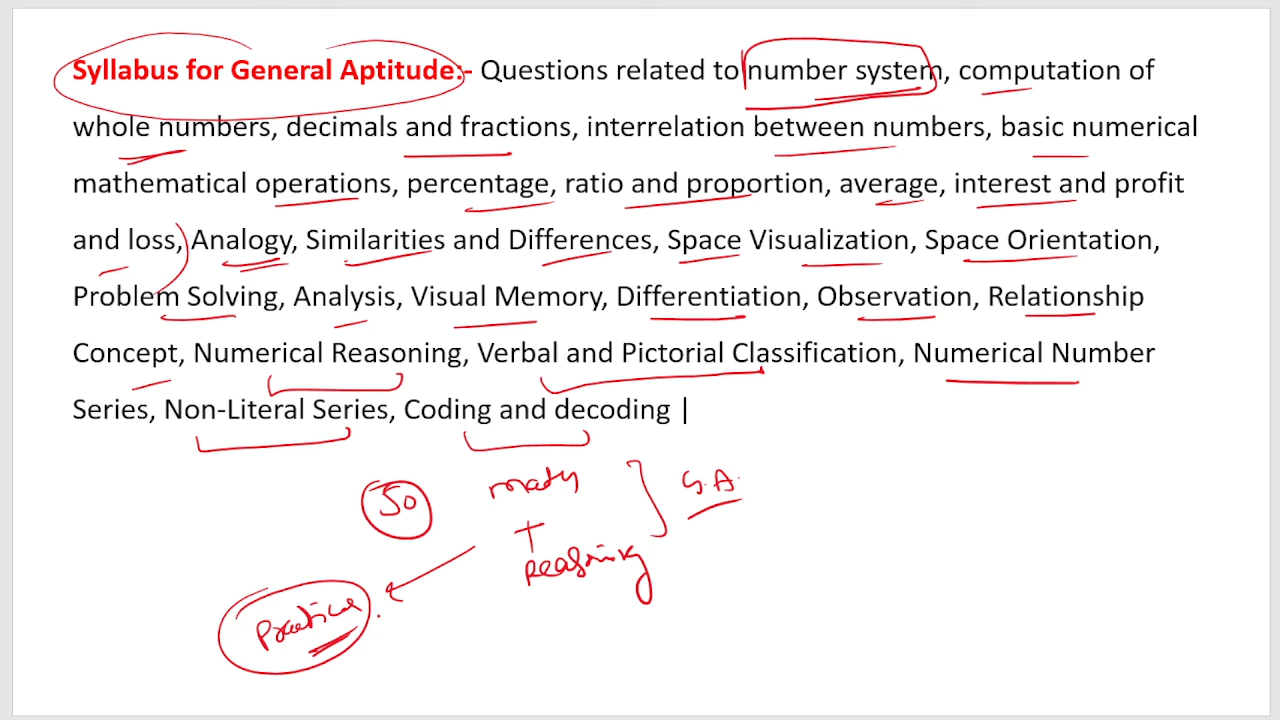 Syllabus for General Aptitude:- Questions related to number system, computation of
whole numbers, decimals and fractions, interrelation between numbers, basic numerical
mathematical operations, percentage, ratio and proportion, average, interest and profit
and loss, Analogy, Similarities and Differences, Space Visualization, Space Orientation,
Problem Solving, Analysis, Visual Memory, Differentiation, Observation, Relationship
Concept, Numerical Reasoning, Verbal and Pictorial Classification, Numerical Number
Series, Non-Literal Series, Coding and decoding |
50 math G.A.
+
Reasoning
Practice